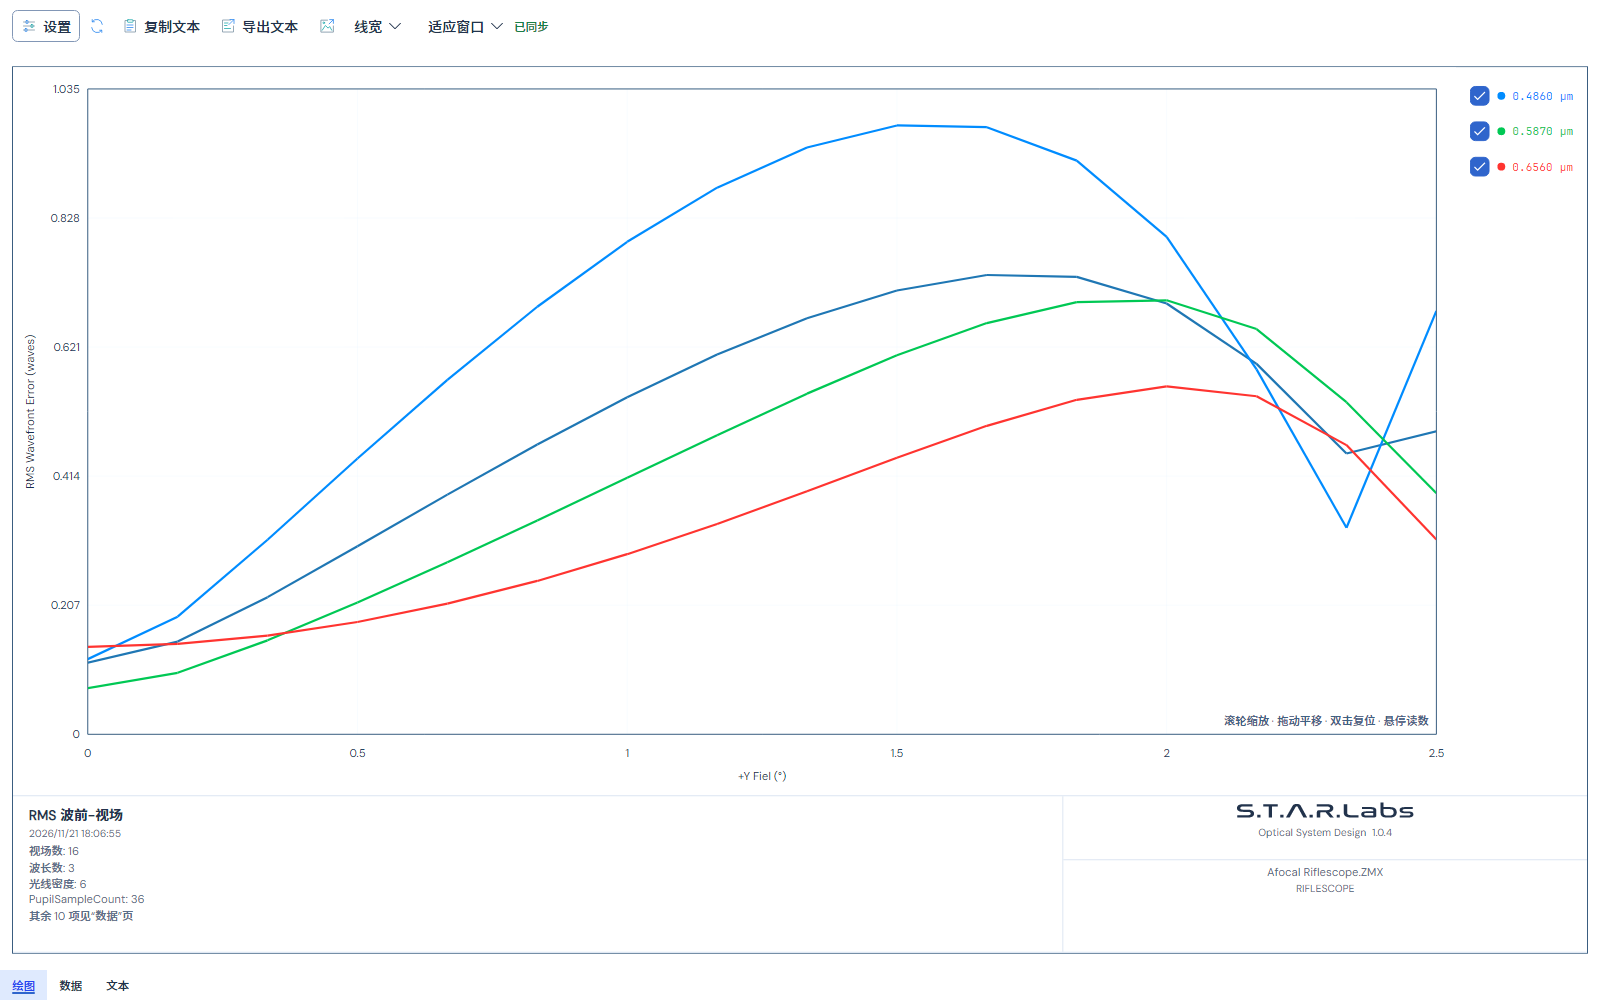 设置 复制文本 导出文本 线宽 适应窗口 已同步
1.035
0.828
0.621
0.414
0.207
0
RMS Wavefront Error (waves)
0 0.5 1 1.5 2 2.5
+Y Fiel (°)
滚轮缩放 · 拖动平移 · 双击复位 · 悬停读数
0.4860 µm
0.5870 µm
0.6560 µm
RMS 波前-视场
2026/11/21 18:06:55
视场数: 16
波长数: 3
光线密度: 6
PupilSampleCount: 36
其余 10 项见"数据"页
S.T.A.R.Labs
Optical System Design 1.0.4
Afocal Riflescope.ZMX
RIFLESCOPE
绘图 数据 文本